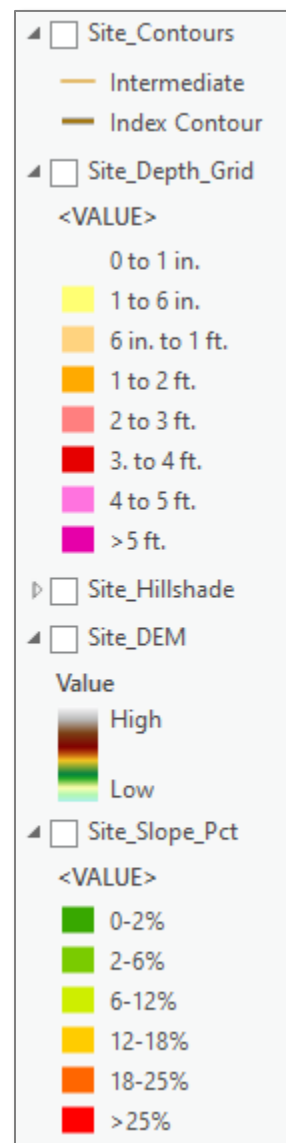 Site_Contours
Intermediate
Index Contour
Site_Depth_Grid
<VALUE>
0 to 1 in.
1 to 6 in.
6 in. to 1 ft.
1 to 2 ft.
2 to 3 ft.
3. to 4 ft.
4 to 5 ft.
>5 ft.
Site_Hillshade
Site_DEM
Value
High
Low
Site_Slope_Pct
<VALUE>
0-2%
2-6%
6-12%
12-18%
18-25%
>25%